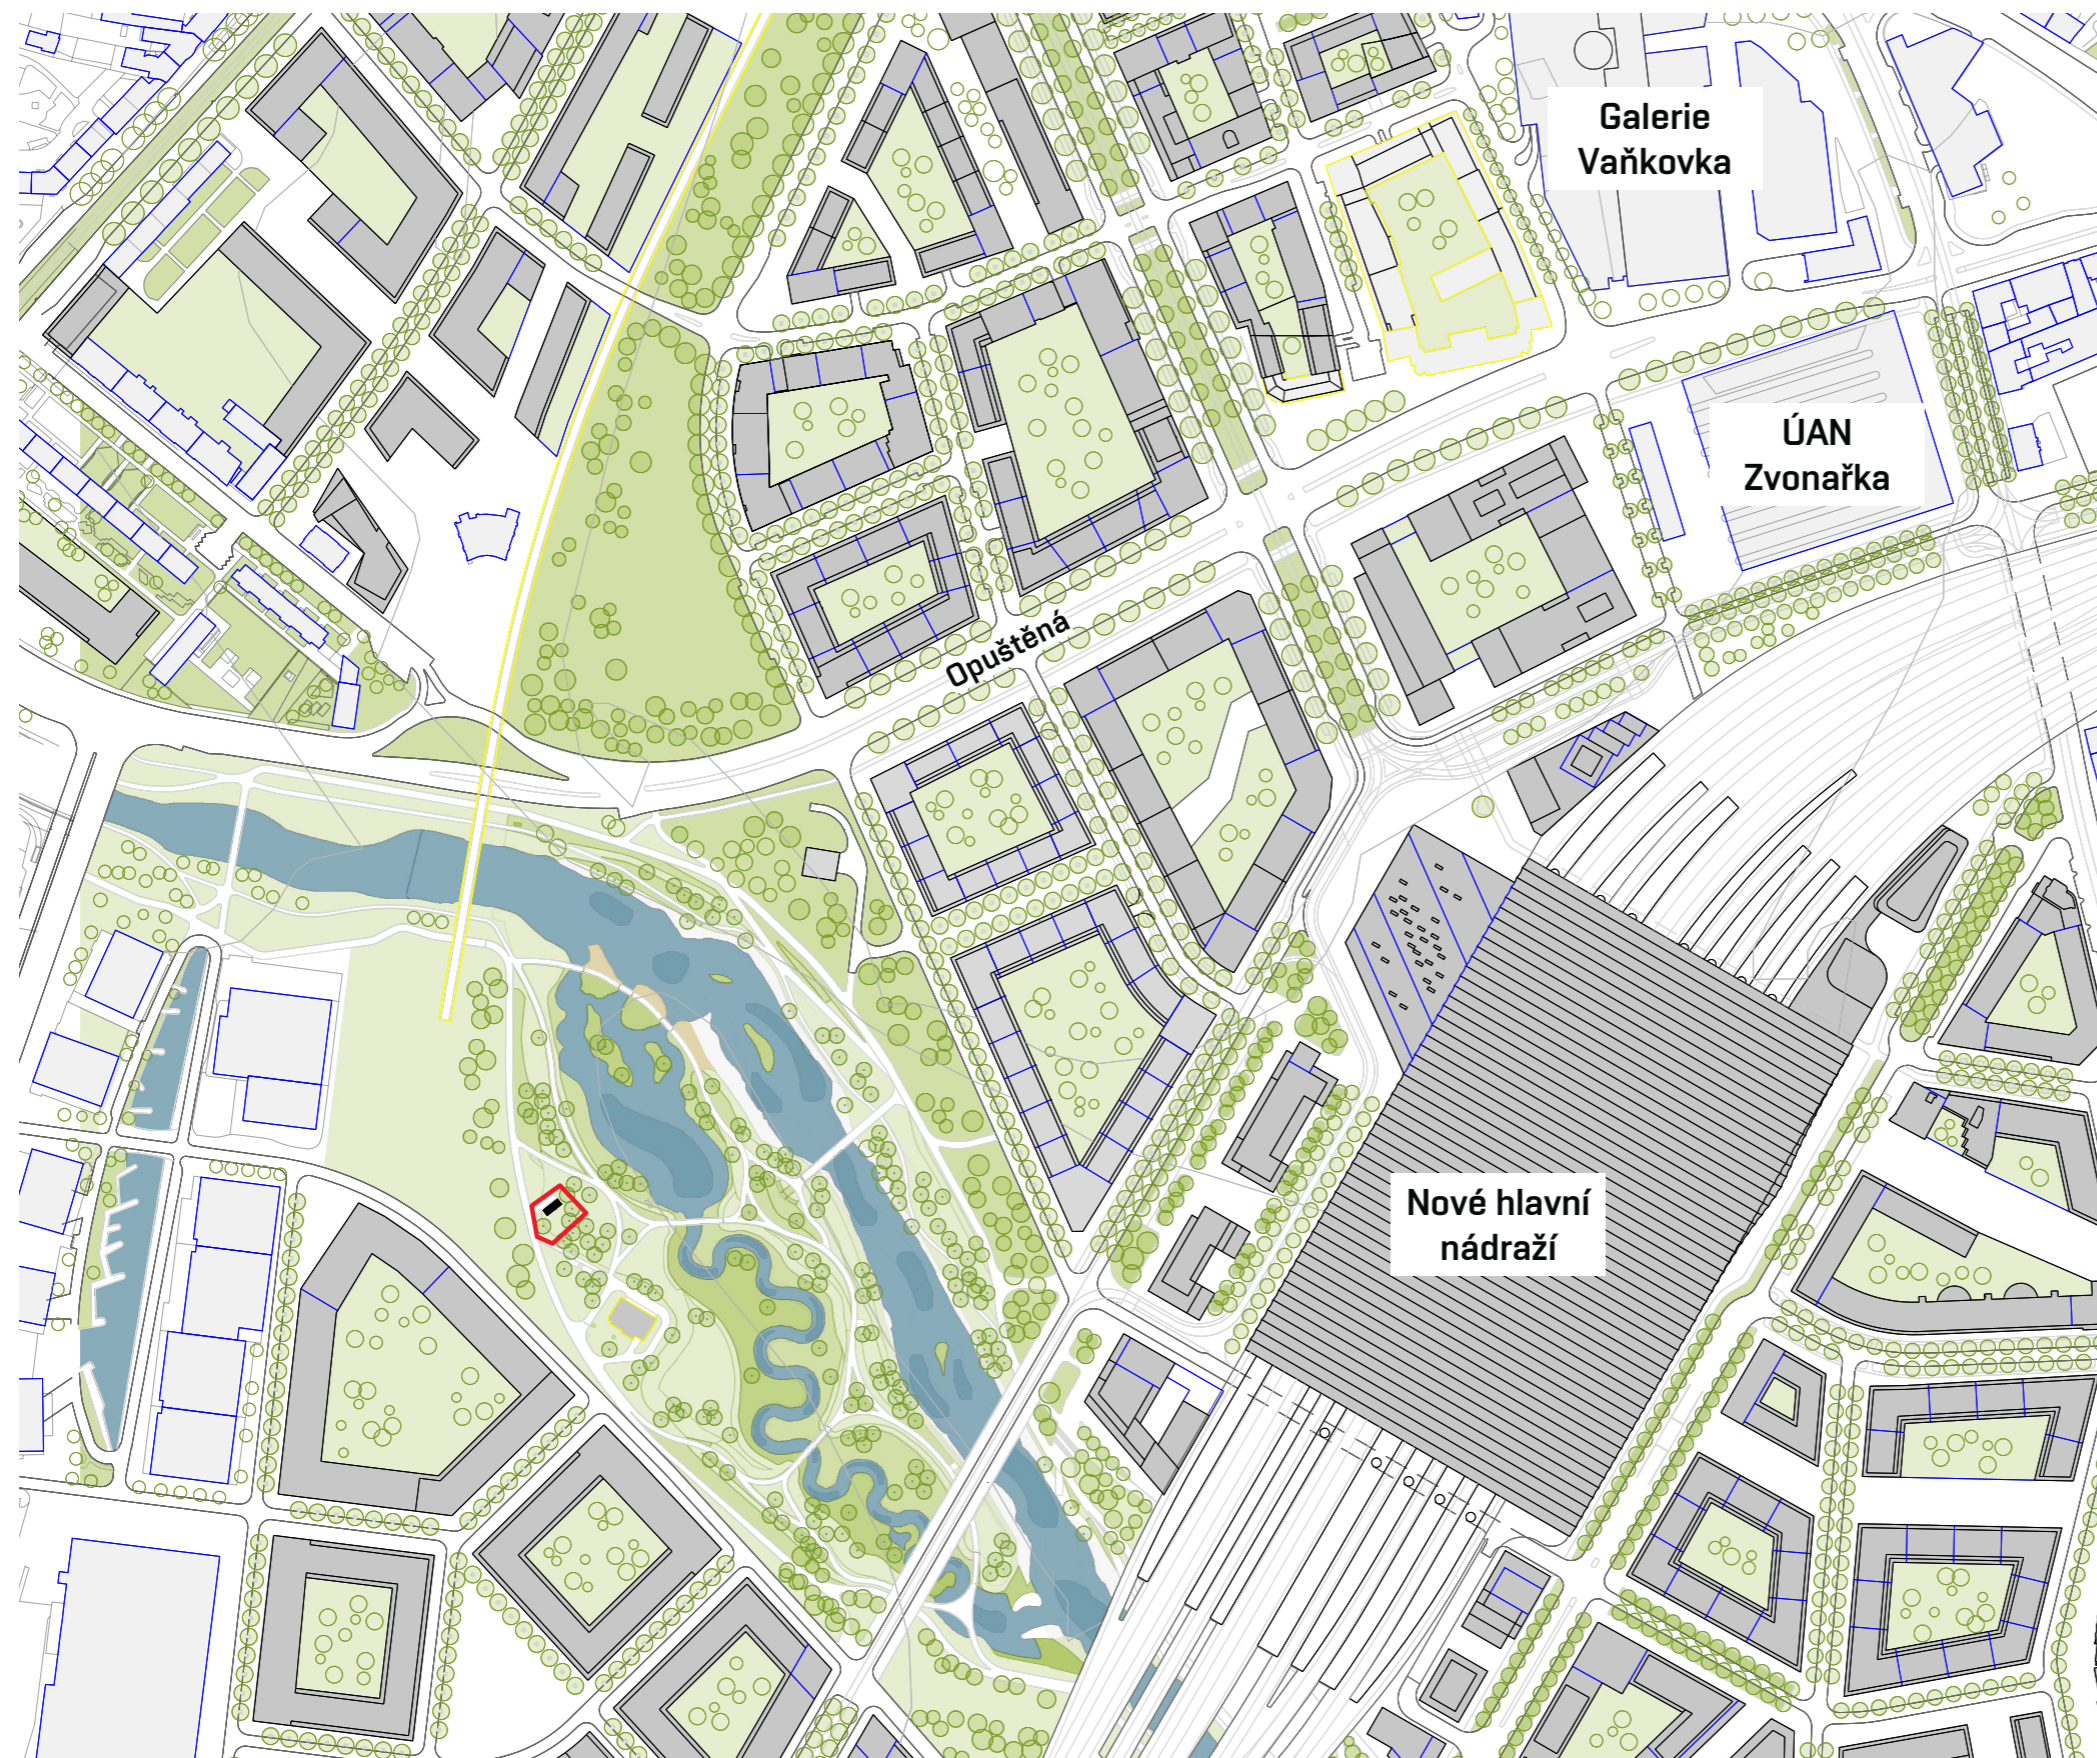 Galerie
Vaňkovka
ÚAN
Zvonařka
Opuštěná
Nové hlavní
nádraží